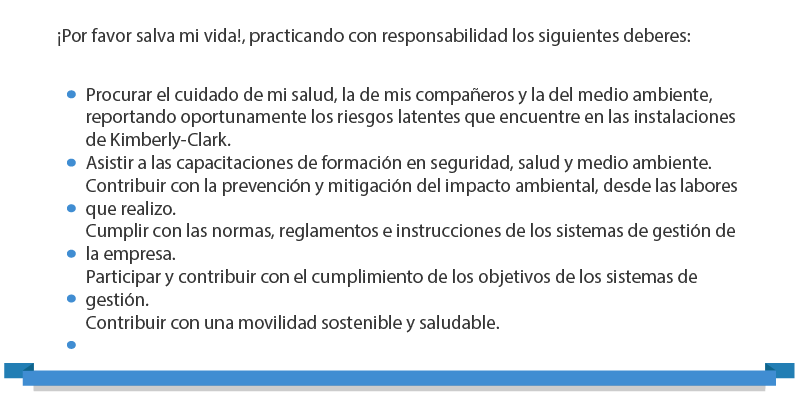 ¡Por favor salva mi vida!, practicando con responsabilidad los siguientes deberes:
Procurar el cuidado de mi salud, la de mis compañeros y la del medio ambiente,
reportando oportunamente los riesgos latentes que encuentre en las instalaciones
de Kimberly-Clark.
Asistir a las capacitaciones de formación en seguridad, salud y medio ambiente.
Contribuir con la prevención y mitigación del impacto ambiental, desde las labores
que realizo.
Cumplir con las normas, reglamentos e instrucciones de los sistemas de gestión de
la empresa.
Participar y contribuir con el cumplimiento de los objetivos de los sistemas de
gestión.
Contribuir con una movilidad sostenible y saludable.